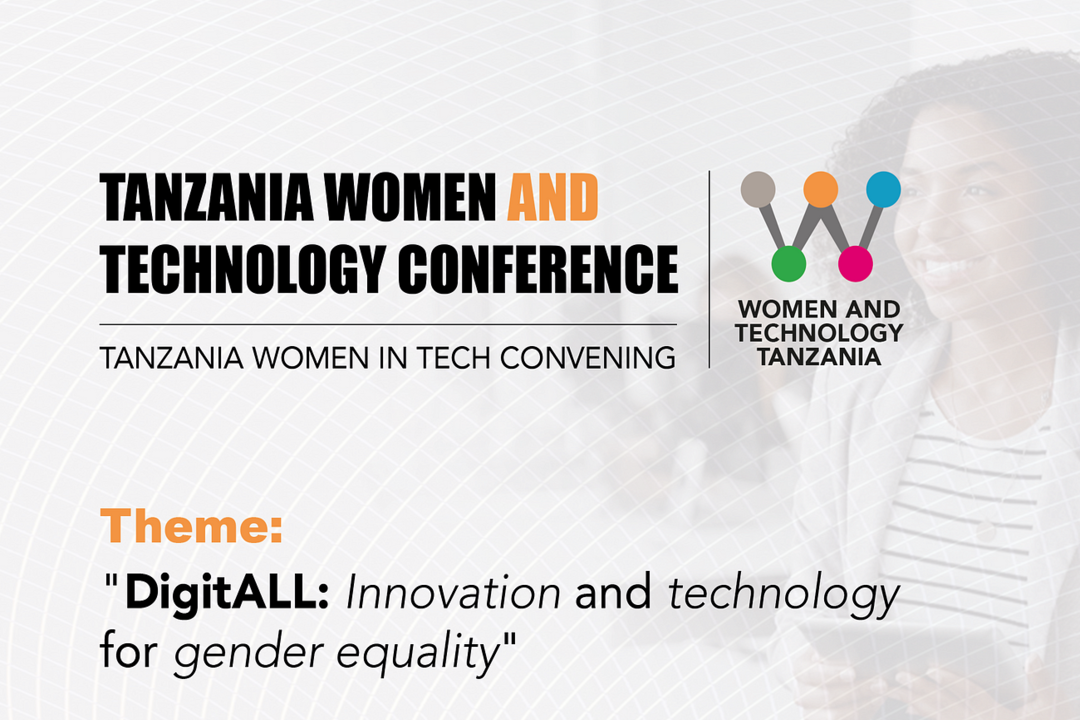 TANZANIA WOMEN AND
TECHNOLOGY CONFERENCE
TANZANIA WOMEN IN TECH CONVENING
WOMEN AND
TECHNOLOGY
TANZANIA
Theme:
"DigitALL: Innovation and technology
for gender equality"